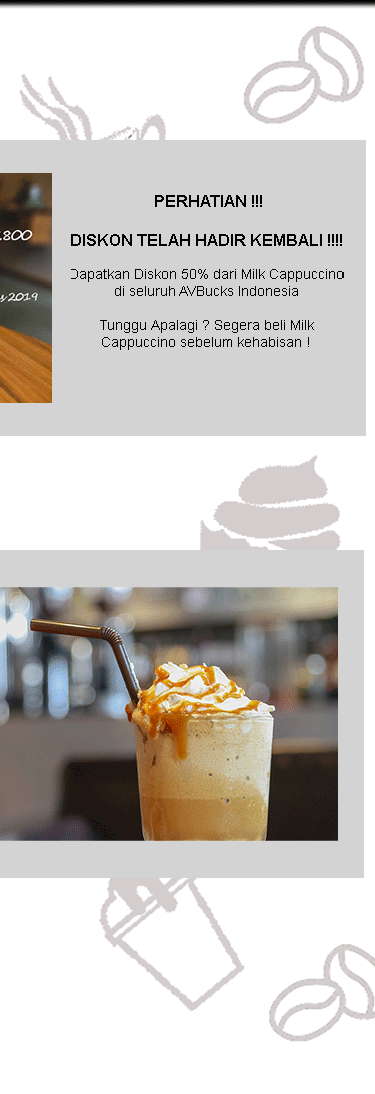 PERHATIAN !!!
DISKON TELAH HADIR KEMBALI !!!!
.800
Dapatkan Diskon 50% dari Milk Cappuccino
di seluruh AVBucks Indonesia
s 2019
Tunggu Apalagi ? Segera beli Milk
Cappuccino sebelum kehabisan !